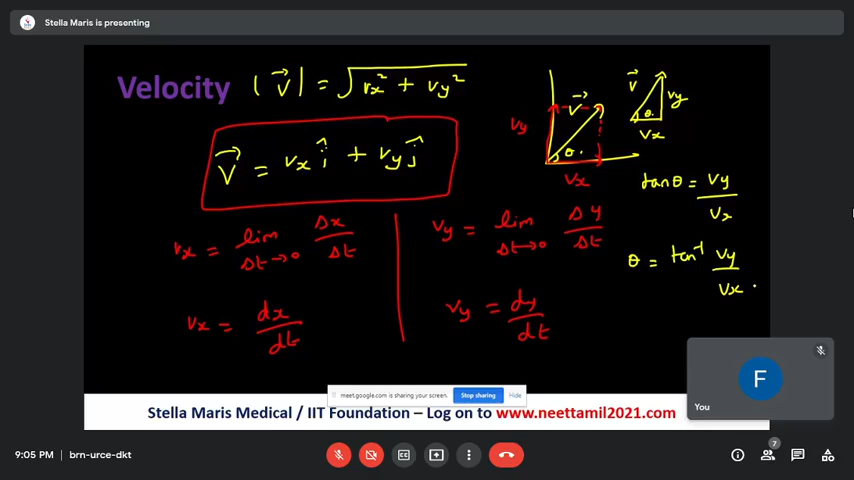 Stella Maris is presenting
Velocity |V⃗| = √(vx² + vy²)
V⃗ = vx î + vy ĵ
vx = lim Δt→0 Δx/Δt
vy = lim Δt→0 Δy/Δt
vx = dx/dt
vy = dy/dt
vy V⃗ θ vx
V⃗ vy θ vx
tanθ = vy/vx
θ = tan⁻¹ vy/vx
meet.google.com is sharing your screen. Stop sharing Hide
Stella Maris Medical / IIT Foundation – Log on to www.neettamil2021.com
F
You
9:05 PM brn-urce-dkt
7